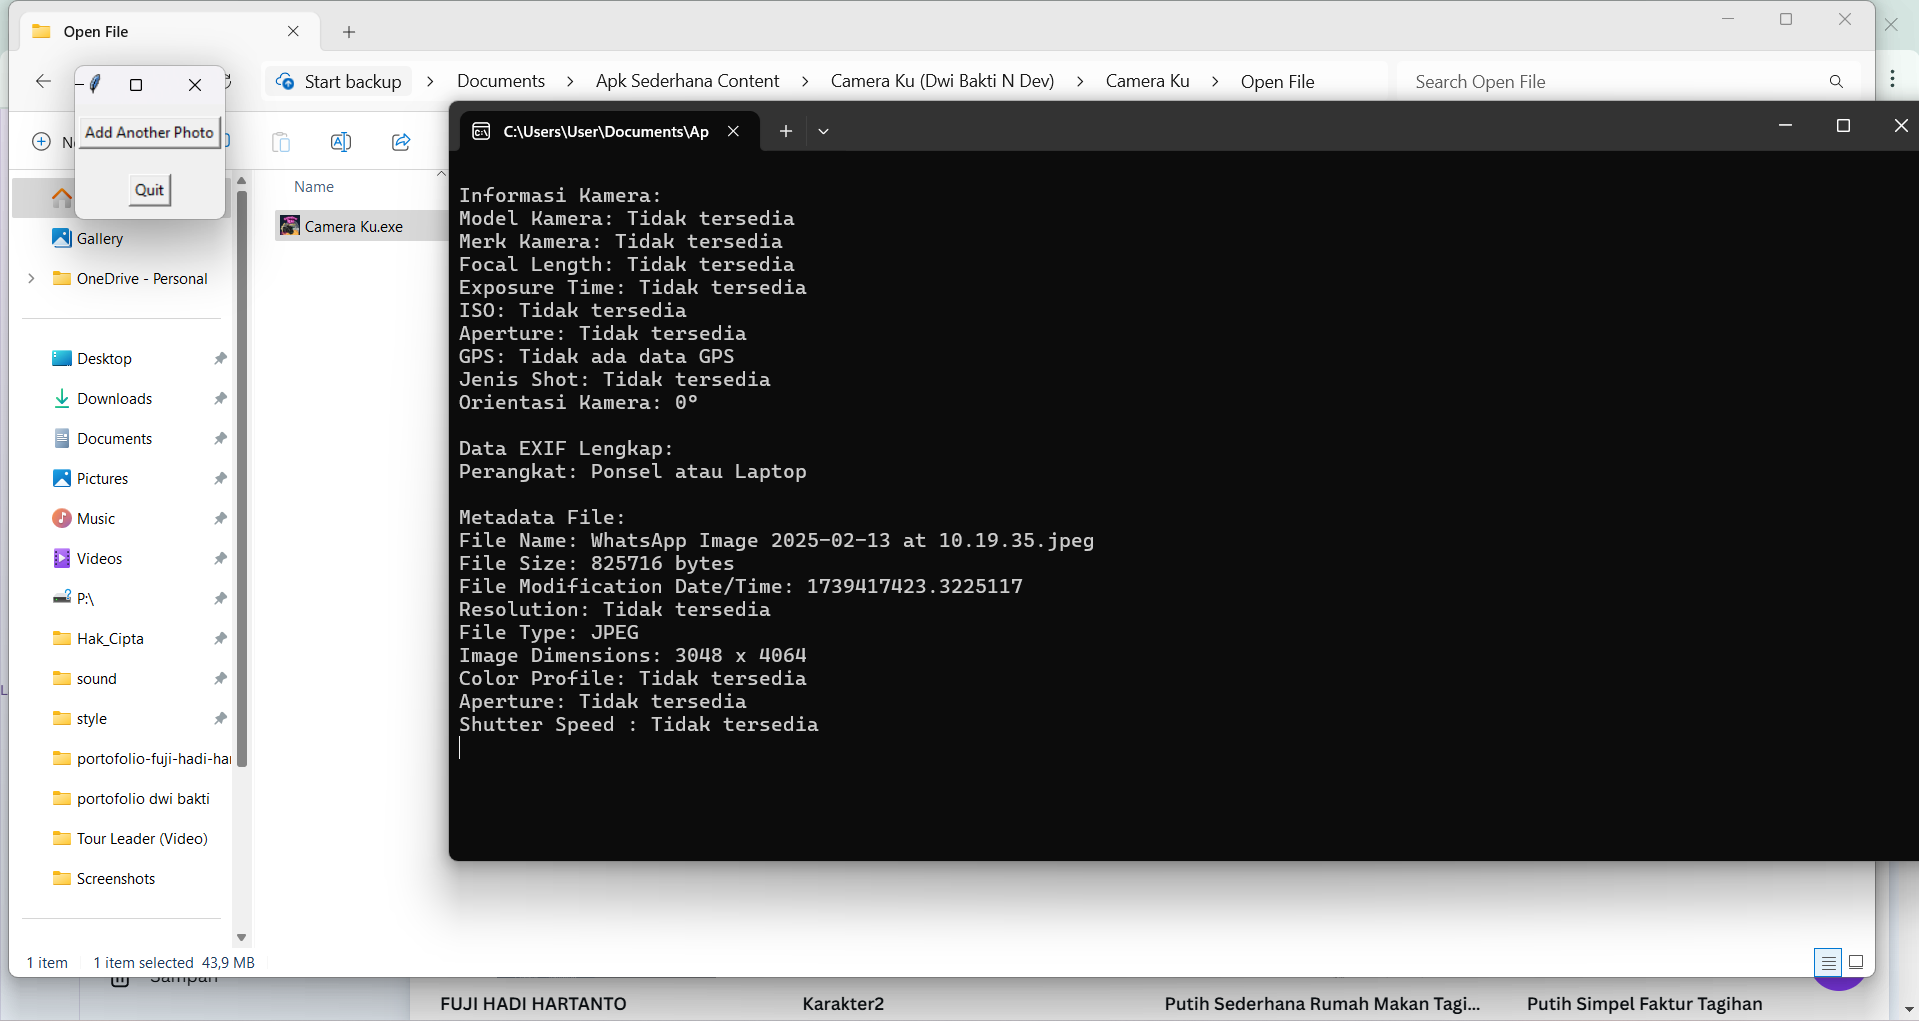 Open File
Start backup
Documents
Apk Sederhana Content
Camera Ku (Dwi Bakti N Dev)
Camera Ku
Open File
Search Open File
Add Another Photo
Quit
Name
Camera Ku.exe
Gallery
OneDrive - Personal
Desktop
Downloads
Documents
Pictures
Music
Videos
P:\
Hak_Cipta
sound
style
portofolio-fuji-hadi-har
portofolio dwi bakti
Tour Leader (Video)
Screenshots
1 item
1 item selected 43,9 MB
C:\Users\User\Documents\Ap
Informasi Kamera:
Model Kamera: Tidak tersedia
Merk Kamera: Tidak tersedia
Focal Length: Tidak tersedia
Exposure Time: Tidak tersedia
ISO: Tidak tersedia
Aperture: Tidak tersedia
GPS: Tidak ada data GPS
Jenis Shot: Tidak tersedia
Orientasi Kamera: 0°
Data EXIF Lengkap:
Perangkat: Ponsel atau Laptop
Metadata File:
File Name: WhatsApp Image 2025-02-13 at 10.19.35.jpeg
File Size: 825716 bytes
File Modification Date/Time: 1739417423.3225117
Resolution: Tidak tersedia
File Type: JPEG
Image Dimensions: 3048 x 4064
Color Profile: Tidak tersedia
Aperture: Tidak tersedia
Shutter Speed : Tidak tersedia
FUJI HADI HARTANTO
Karakter2
Putih Sederhana Rumah Makan Tagi...
Putih Simpel Faktur Tagihan